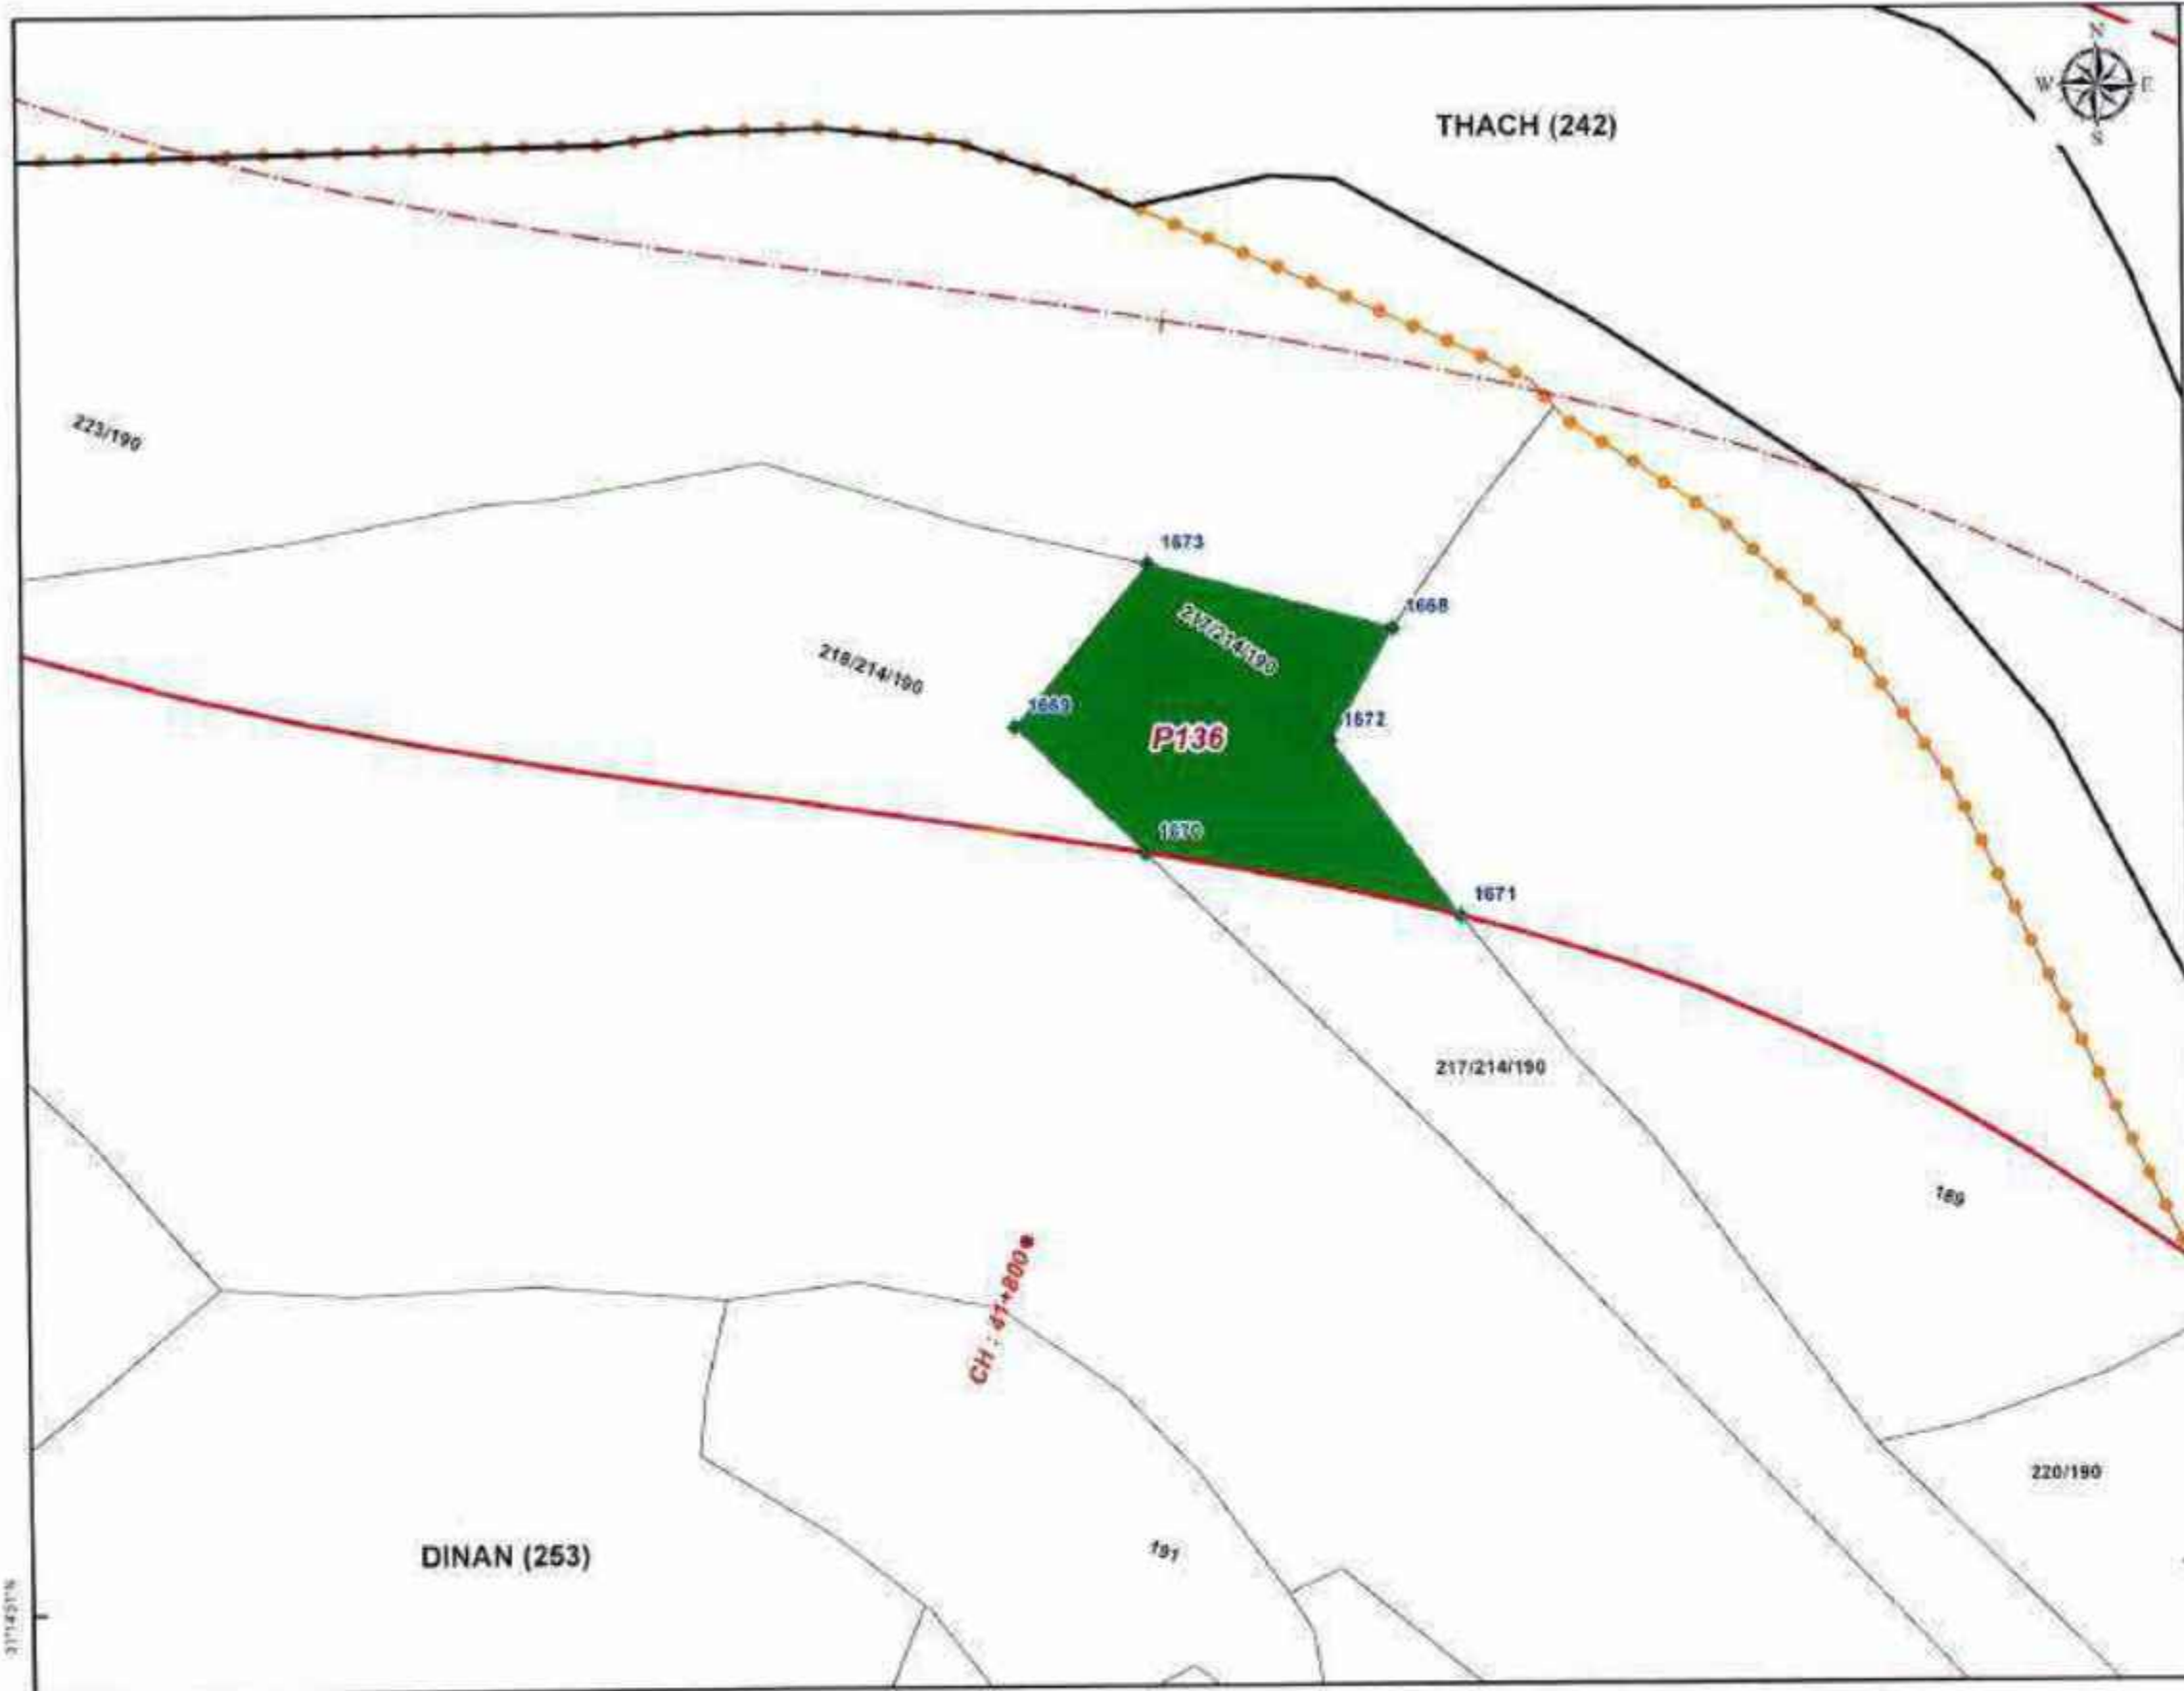 N
W
E
S
THACH (242)
223/190
1673
1668
217/214/190
218/214/190
1669
1672
P136
1670
1671
217/214/190
189
CH : 41+800
220/190
DINAN (253)
191